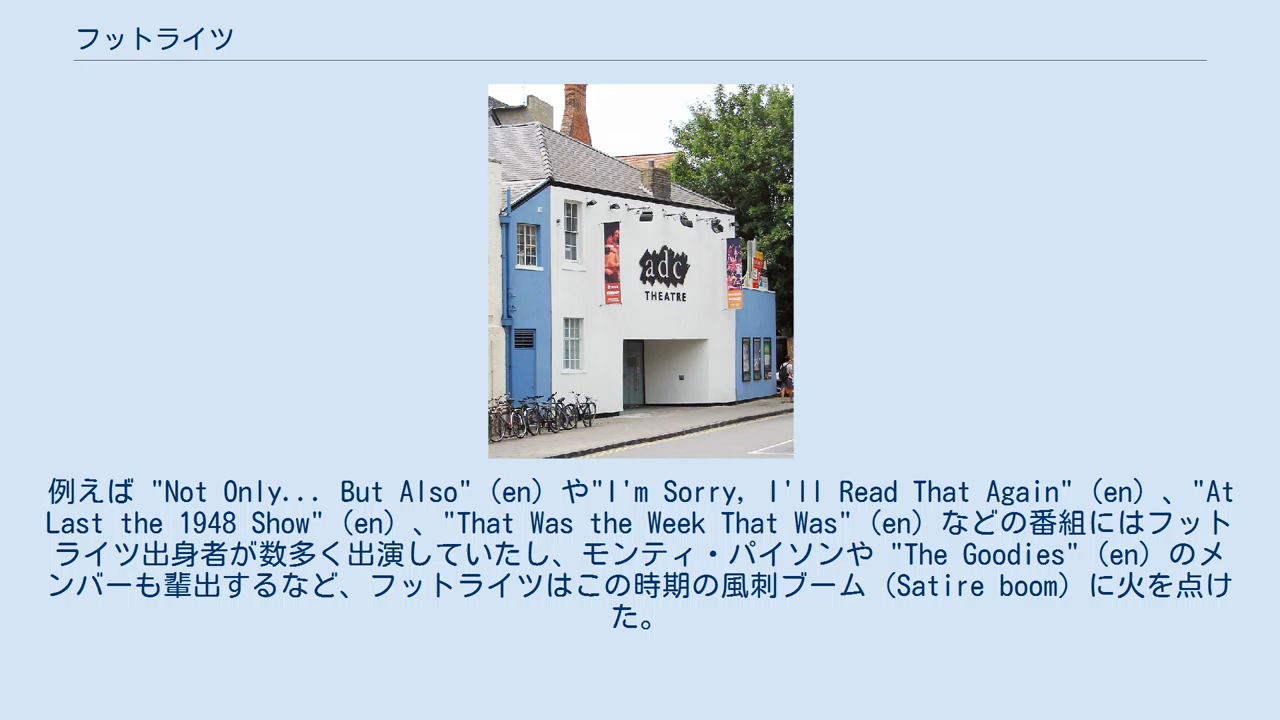 フットライツ
adc
THEATRE
例えば "Not Only... But Also"（en）や"I'm Sorry, I'll Read That Again"（en）、"At
Last the 1948 Show"（en）、"That Was the Week That Was"（en）などの番組にはフット
ライツ出身者が数多く出演していたし、モンティ・パイソンや "The Goodies"（en）のメ
ンバーも輩出するなど、フットライツはこの時期の風刺ブーム（Satire boom）に火を点け
た。